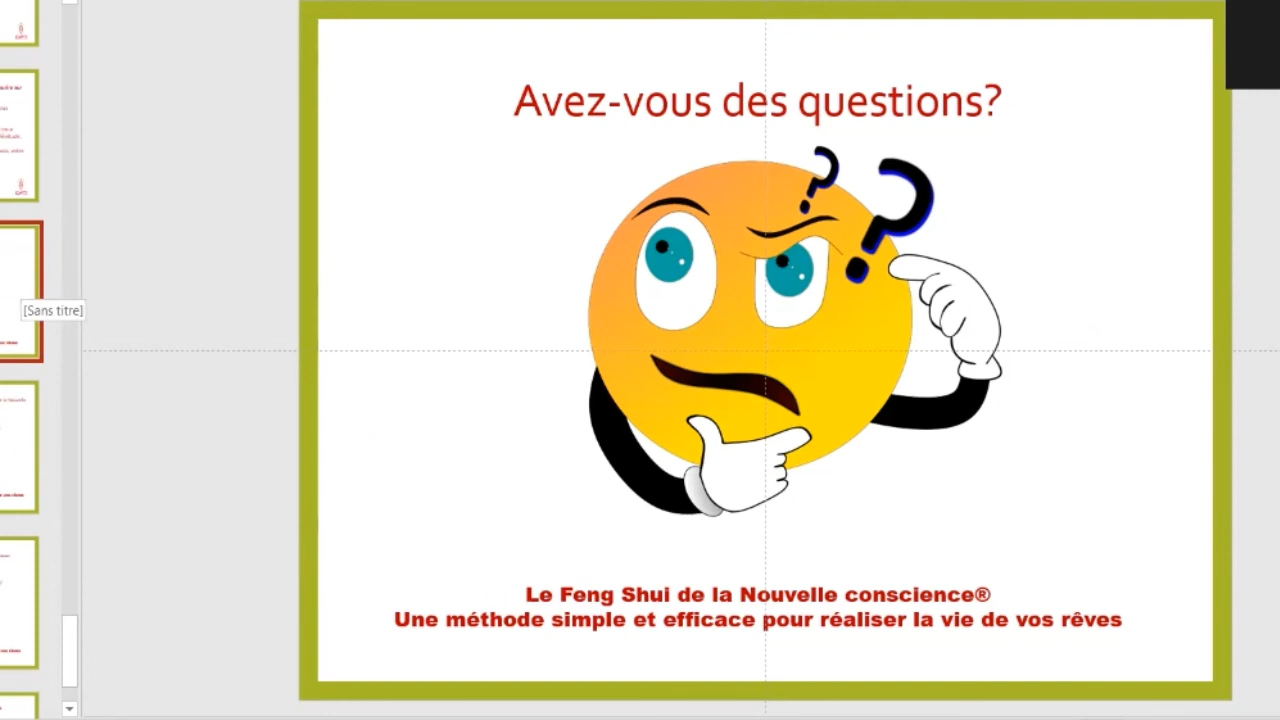 Avez-vous des questions?
[Sans titre]
Le Feng Shui de la Nouvelle conscience®
Une méthode simple et efficace pour réaliser la vie de vos rêves